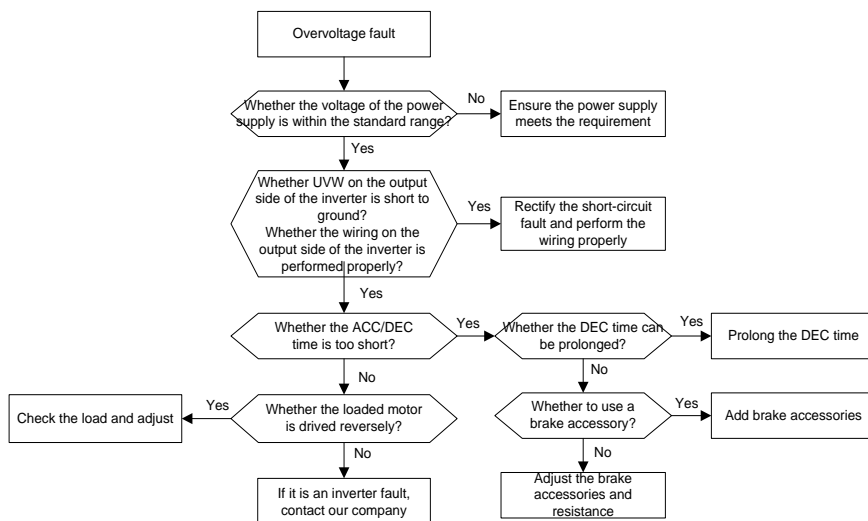 Overvoltage fault
Whether the voltage of the power
supply is within the standard range?
No
Ensure the power supply
meets the requirement
Yes
Whether UVW on the output
side of the inverter is short to
ground?
Whether the wiring on the
output side of the inverter is
performed properly?
Yes
Rectify the short-circuit
fault and perform the
wiring properly
Yes
Whether the ACC/DEC
time is too short?
Yes
Whether the DEC time can
be prolonged?
Yes
Prolong the DEC time
No
No
Check the load and adjust
Yes
Whether the loaded motor
is drived reversely?
Whether to use a
brake accessory?
Yes
Add brake accessories
No
No
If it is an inverter fault,
contact our company
Adjust the brake
accessories and
resistance